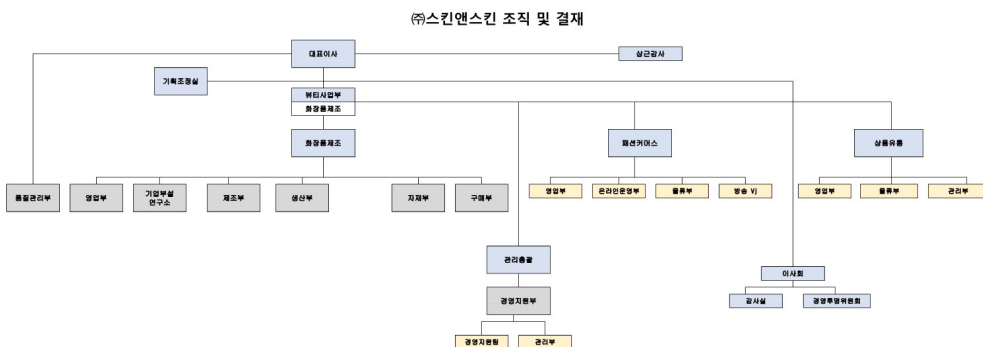 ㈜스킨앤스킨 조직 및 결재
대표이사
상근감사
기획조정실
뷰티사업부
화장품제조
화장품제조
패션커머스
상품유통
품질관리부
영업부
기업부설
연구소
제조부
생산부
자재부
구매부
영업부
온라인운영부
물류부
방송 Vj
영업부
물류부
관리부
관리총괄
이사회
경영지원부
감사실
경영투명위원회
경영지원팀
관리부